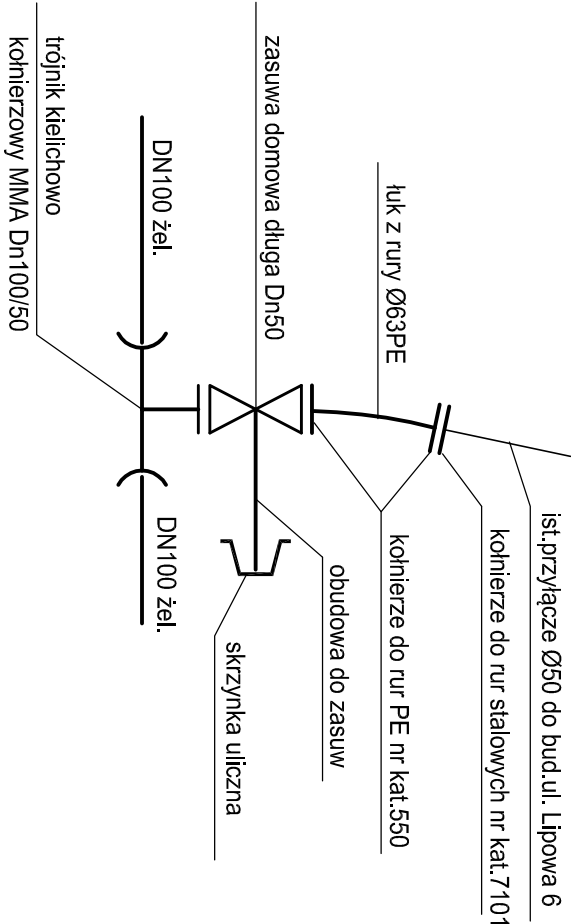 ist.przyłącze Ø50 do bud.ul. Lipowa 6
kołnierze do rur stalowych nr kat.7101
łuk z rury Ø63PE
kołnierze do rur PE nr kat.550
zasuwa domowa długa Dn50
obudowa do zasuw
skrzynka uliczna
DN100 żel.
DN100 żel.
trójnik kielichowo
kołnierzowy MMA Dn100/50